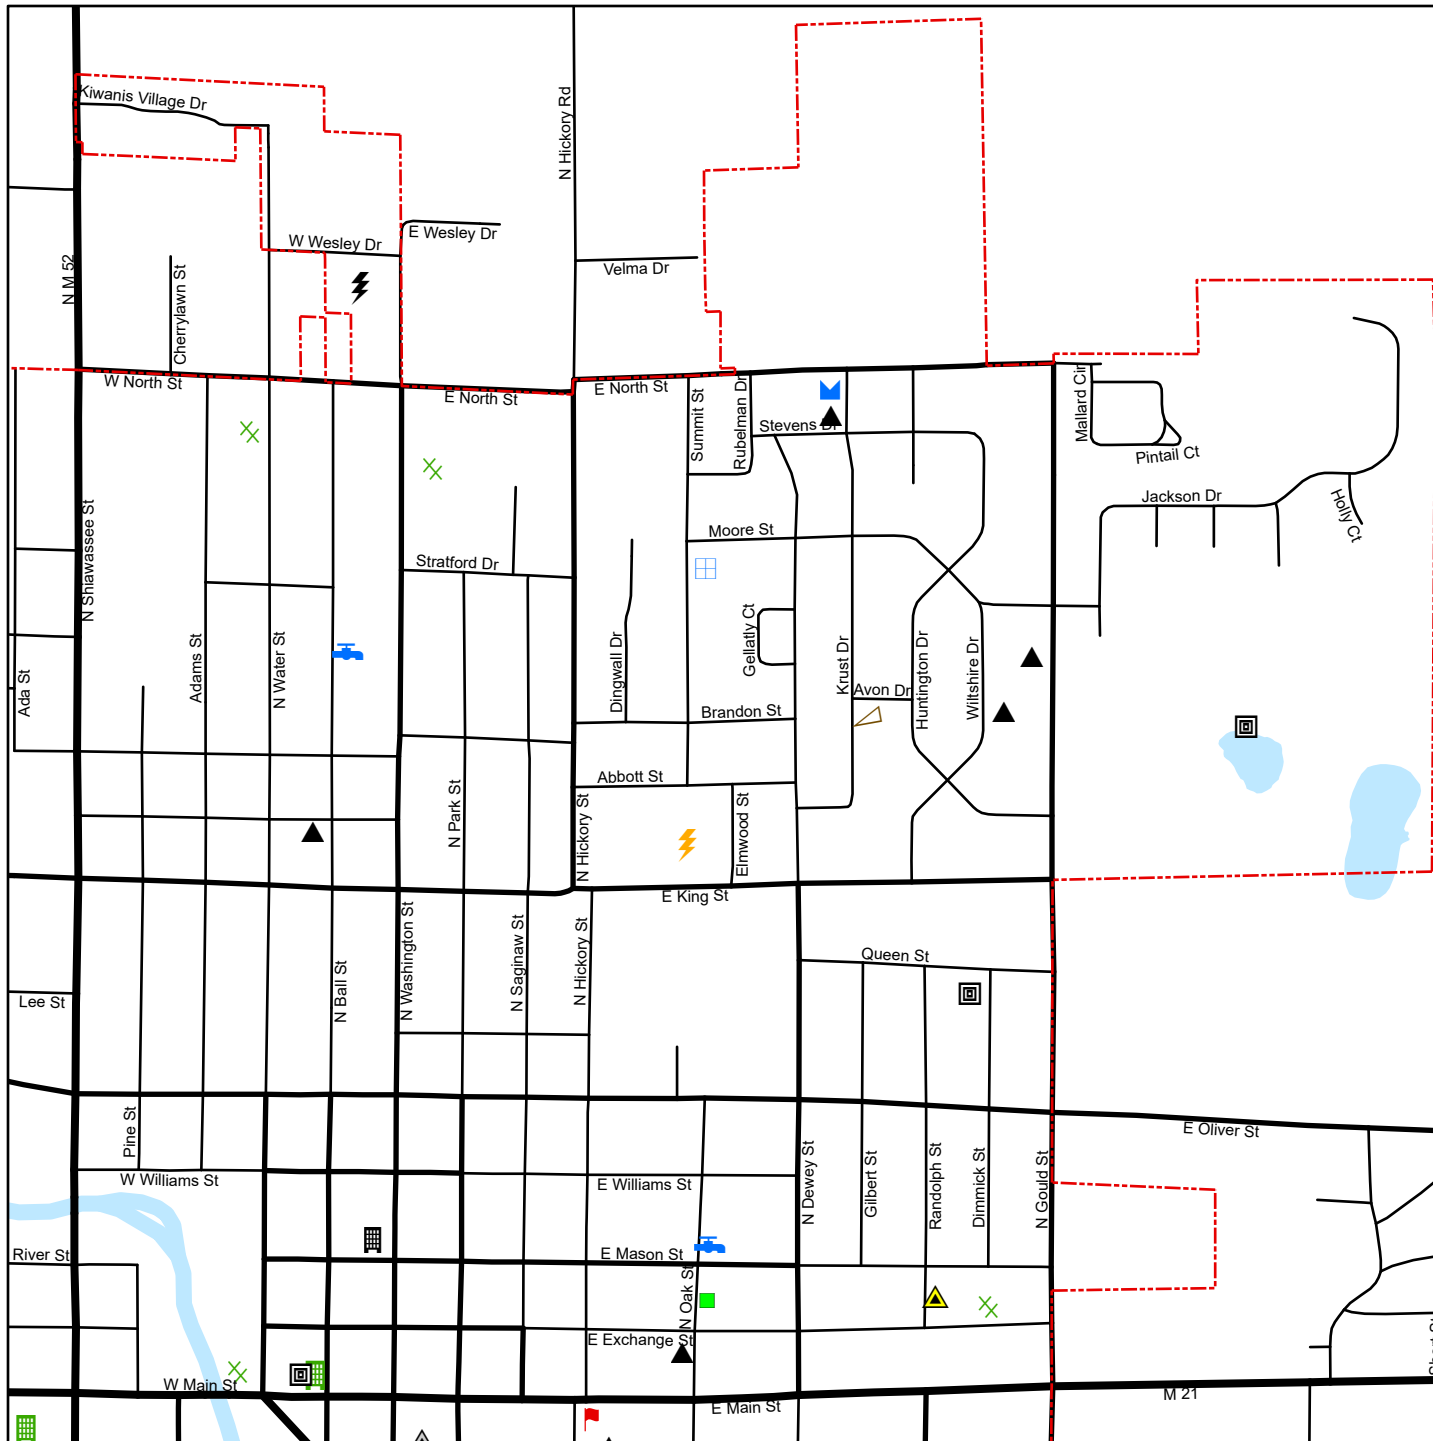 Kiwanis Village Dr
N Hickory Rd
W Wesley Dr
E Wesley Dr
Velma Dr
N M 52
Cherrylawn St
W North St
E North St
E North St
Summit St
Rubelman Dr
Stevens Dr
Mallard Cir
Pintail Ct
Jackson Dr
Holly Ct
N Shiawassee St
Moore St
Stratford Dr
Ada St
Adams St
N Water St
Dingwall Dr
Gellatly Ct
Krust Dr
Avon Dr
Huntington Dr
Wiltshire Dr
Brandon St
Abbott St
N Park St
N Hickory St
Elmwood St
E King St
N Washington St
N Ball St
N Saginaw St
N Hickory St
Queen St
Lee St
Pine St
E Oliver St
W Williams St
E Williams St
N Dewey St
Gilbert St
Randolph St
Dimmick St
N Gould St
River St
E Mason St
N Oak St
E Exchange St
W Main St
E Main St
M 21